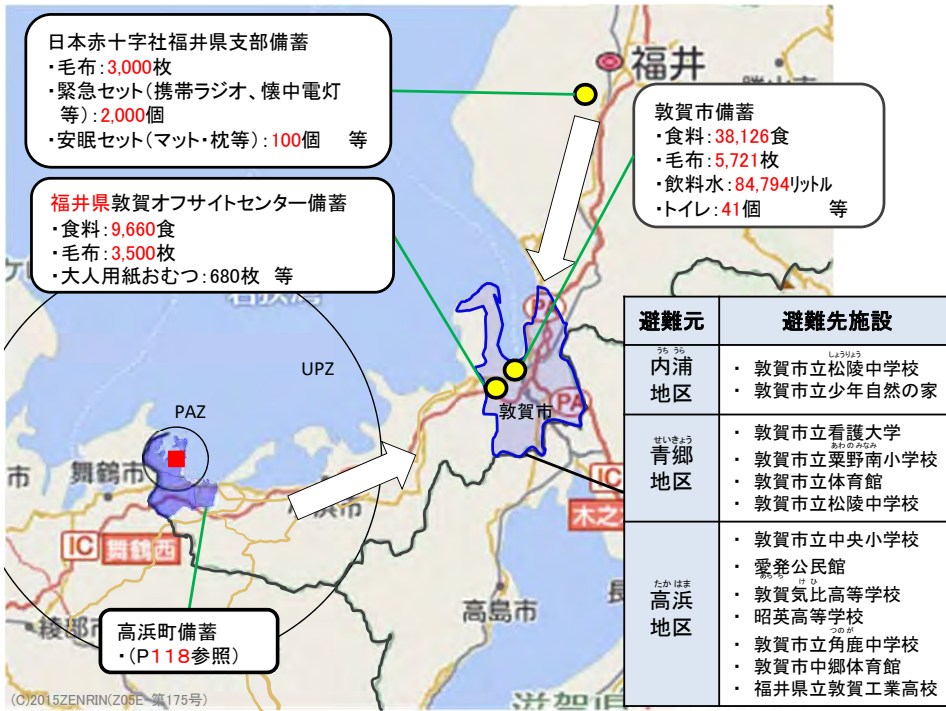 日本赤十字社福井県支部備蓄
・毛布：3,000枚
・緊急セット（携帯ラジオ、懐中電灯
等）：2,000個
・安眠セット（マット・枕等）：100個　等
福井
敦賀市備蓄
・食料：38,126食
・毛布：5,721枚
・飲料水：84,794リットル
・トイレ：41個　　　等
福井県敦賀オフサイトセンター備蓄
・食料：9,660食
・毛布：3,500枚
・大人用紙おむつ：680枚　等
UPZ
PAZ
PA
敦賀市
PA
舞鶴市
市
IC 舞鶴西
IC
木之
高島市
高浜町備蓄
・（P118参照）
避難元　避難先施設
うちうら
内浦
地区
しょうりょう
・ 敦賀市立松陵中学校
・ 敦賀市立少年自然の家
せいきょう
青郷
地区
・ 敦賀市立看護大学
あわのみなみ
・ 敦賀市立粟野南小学校
・ 敦賀市立体育館
・ 敦賀市立松陵中学校
たかはま
高浜
地区
・ 敦賀市立中央小学校
・ 愛発公民館
あらち　けひ
・ 敦賀気比高等学校
・ 昭英高等学校
つのが
・ 敦賀市立角鹿中学校
・ 敦賀市中郷体育館
・ 福井県立敦賀工業高校
(C)2015ZENRIN(Z05E-第175号)
滋賀県